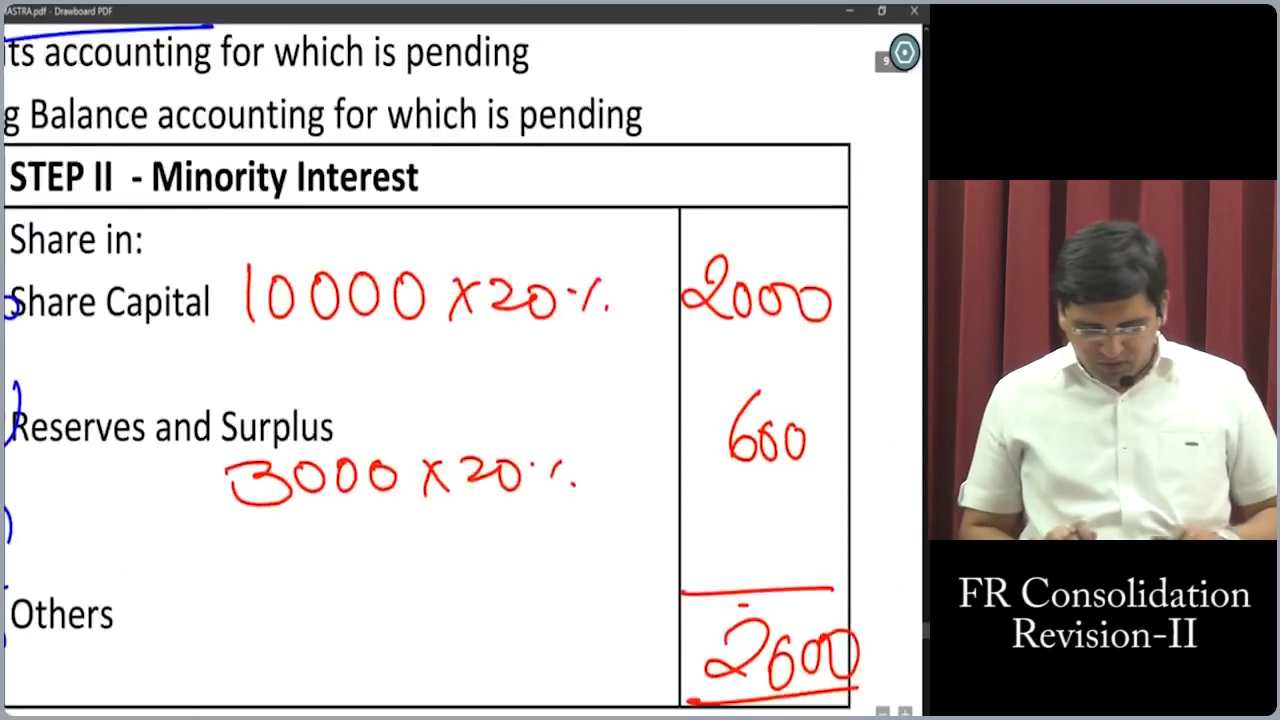 ASTRA.pdf - Drawboard PDF
its accounting for which is pending
9
g Balance accounting for which is pending
STEP II - Minority Interest
Share in:
Share Capital 10000 x 20% 2000
Reserves and Surplus 600
3000 x 20%
Others
2600
FR Consolidation
Revision-II